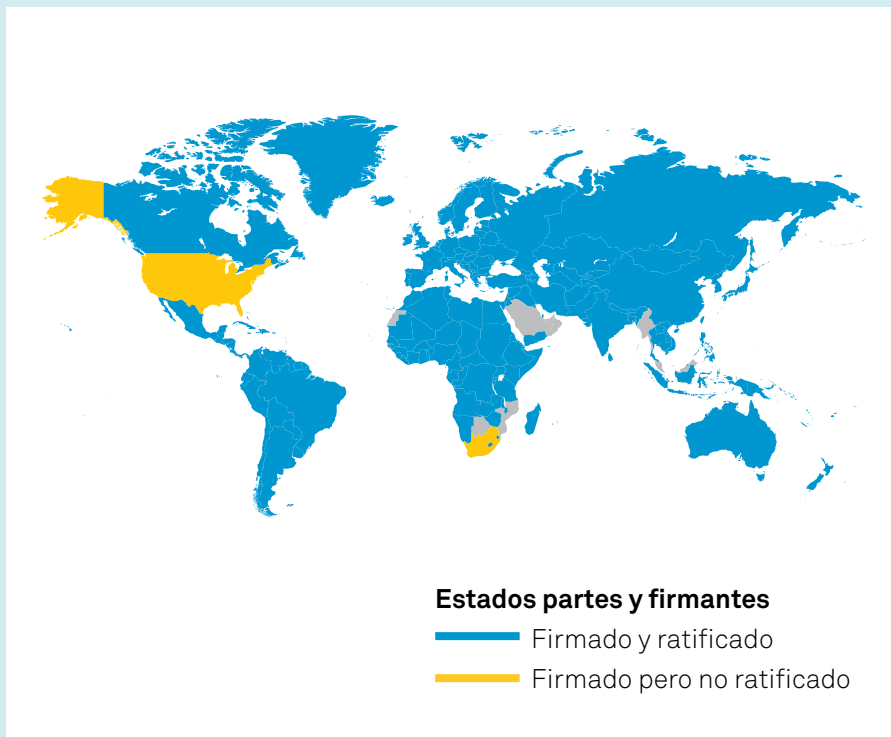 Estados partes y firmantes
Firmado y ratificado
Firmado pero no ratificado